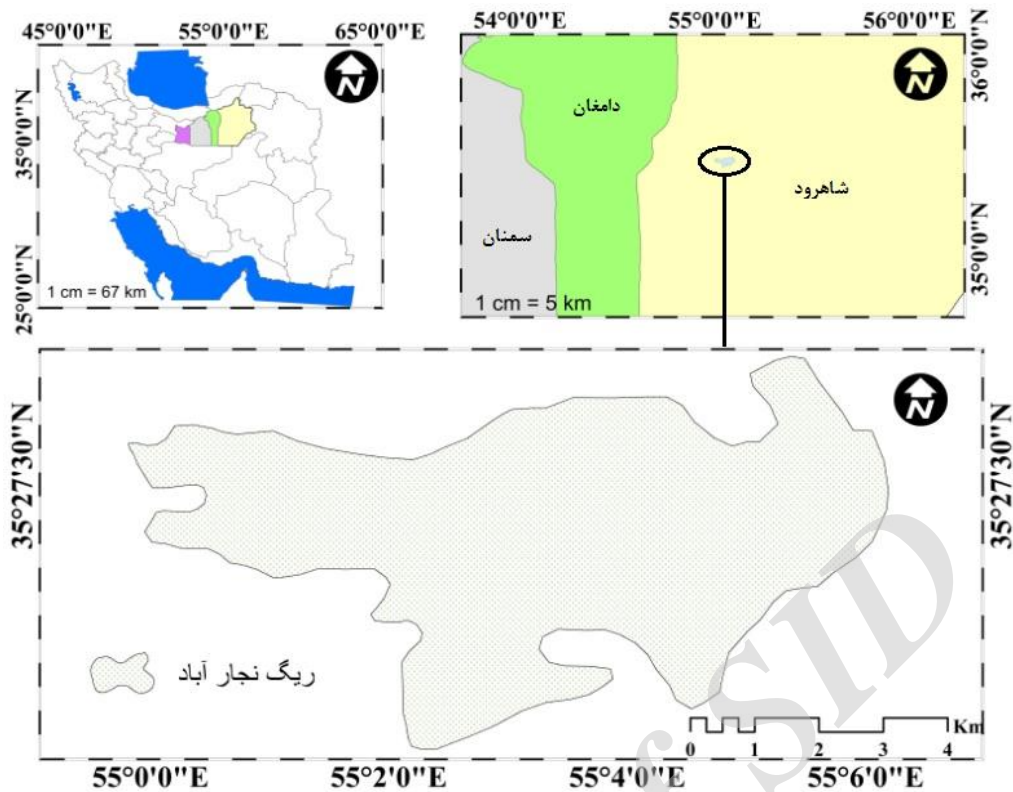 45°0'0"E 55°0'0"E 65°0'0"E
35°0'0"N
25°0'0"N
N
1 cm = 67 km
54°0'0"E 55°0'0"E 56°0'0"E
36°0'0"N
35°0'0"N
N
دامغان
شاهرود
سمنان
1 cm = 5 km
N
35°27'30"N
35°27'30"N
ریگ نجار آباد
Km
0 1 2 3 4
55°0'0"E 55°2'0"E 55°4'0"E 55°6'0"E
f SID